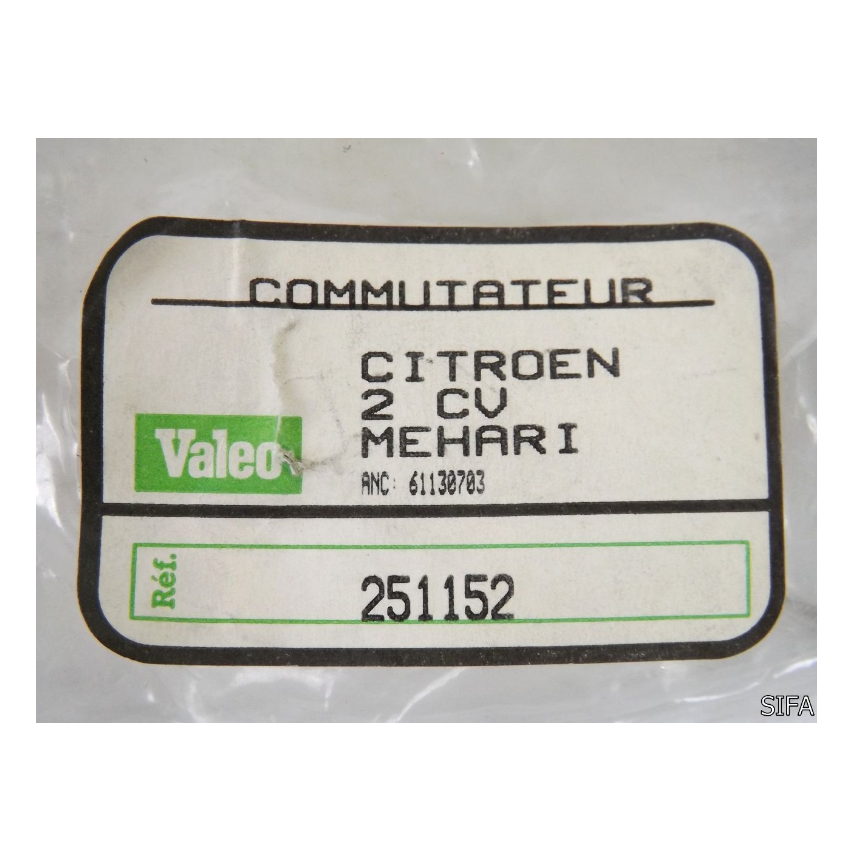 COMMUTATEUR
CITROEN
2 CV
MEHARI
ANC: 61130703
Valeo
Réf.
251152
SIFA